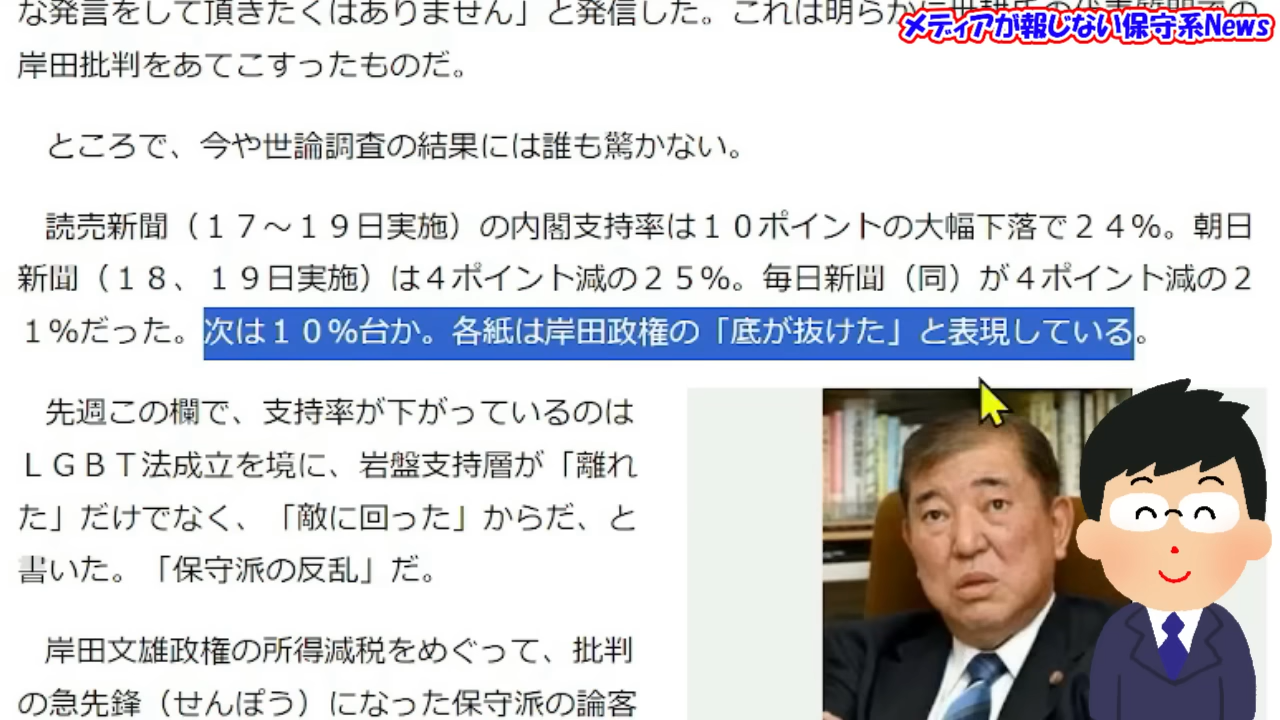 な発言をして頂きたくはありません」と発信した。これは明らか
メディアが報じない保守系News
岸田批判をあてこすったものだ。
ところで、今や世論調査の結果には誰も驚かない。
読売新聞（１７～１９日実施）の内閣支持率は１０ポイントの大幅下落で２４％。朝日
新聞（１８、１９日実施）は４ポイント減の２５％。毎日新聞（同）が４ポイント減の２
１％だった。次は１０％台か。各紙は岸田政権の「底が抜けた」と表現している。
先週この欄で、支持率が下がっているのは
ＬＧＢＴ法成立を境に、岩盤支持層が「離れ
た」だけでなく、「敵に回った」からだ、と
書いた。「保守派の反乱」だ。
岸田文雄政権の所得減税をめぐって、批判
の急先鋒（せんぽう）になった保守派の論客